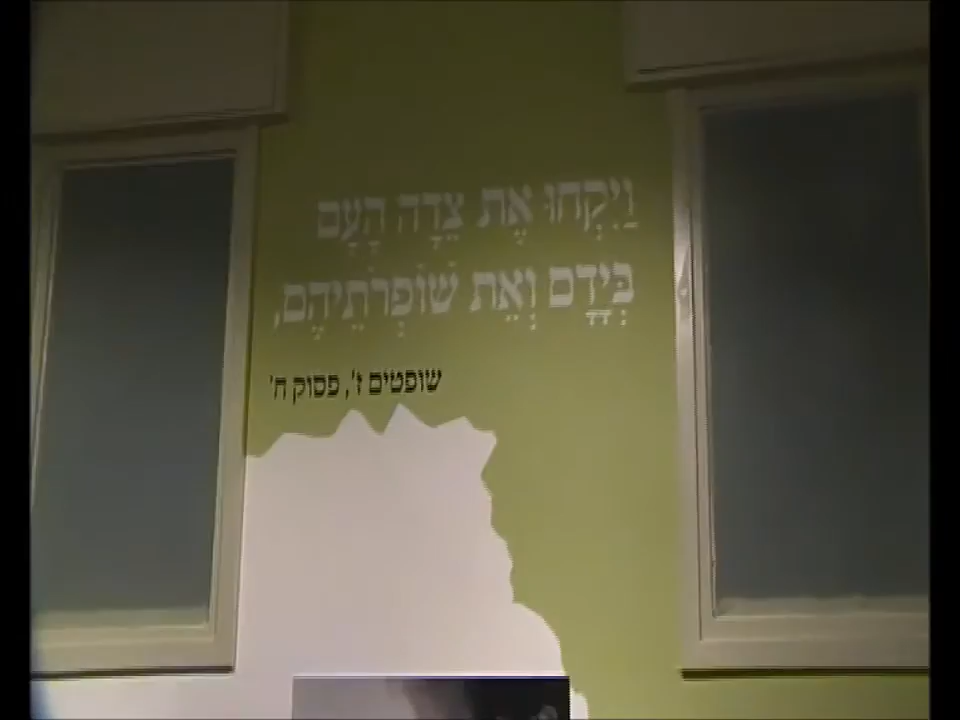 וַיִּקְחוּ אֶת צֵדָה הָעָם
בְּיָדָם וְאֵת שׁוֹפְרֹתֵיהֶם,
שופטים ז', פסוק ח'